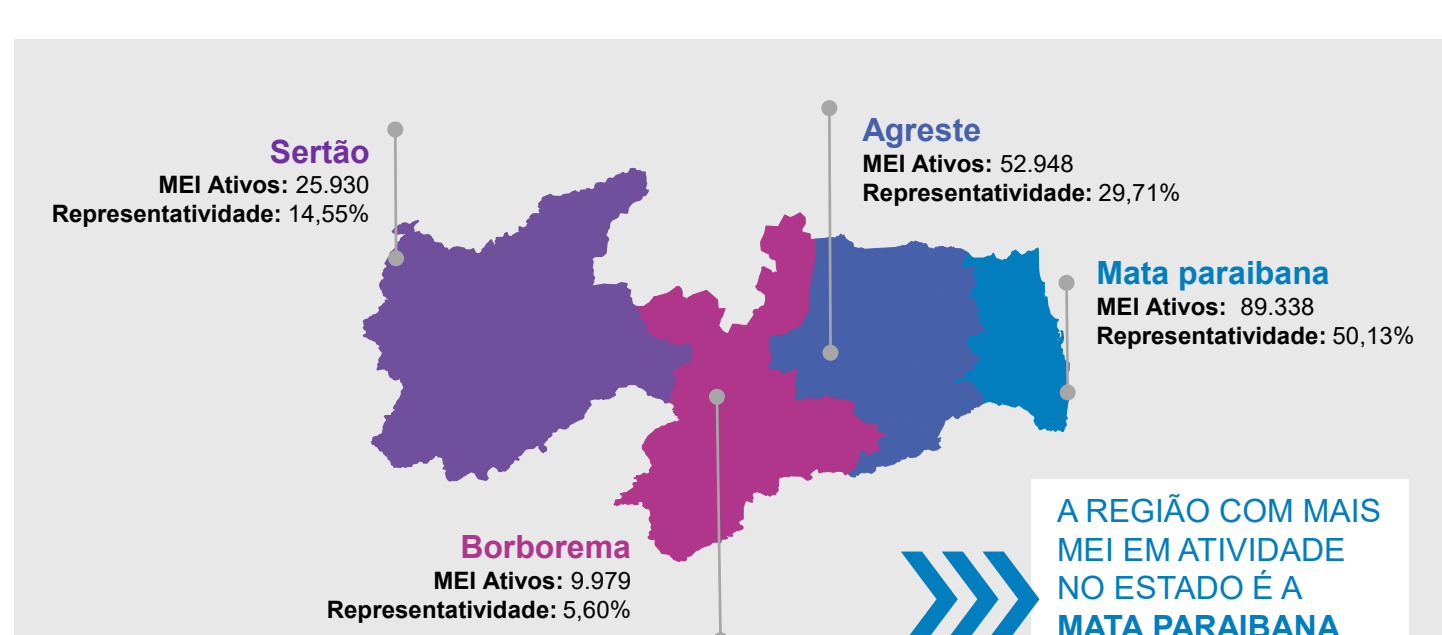 Sertão
MEI Ativos: 25.930
Representatividade: 14,55%
Agreste
MEI Ativos: 52.948
Representatividade: 29,71%
Mata paraibana
MEI Ativos: 89.338
Representatividade: 50,13%
Borborema
MEI Ativos: 9.979
Representatividade: 5,60%
A REGIÃO COM MAIS
MEI EM ATIVIDADE
NO ESTADO É A
MATA PARAIBANA